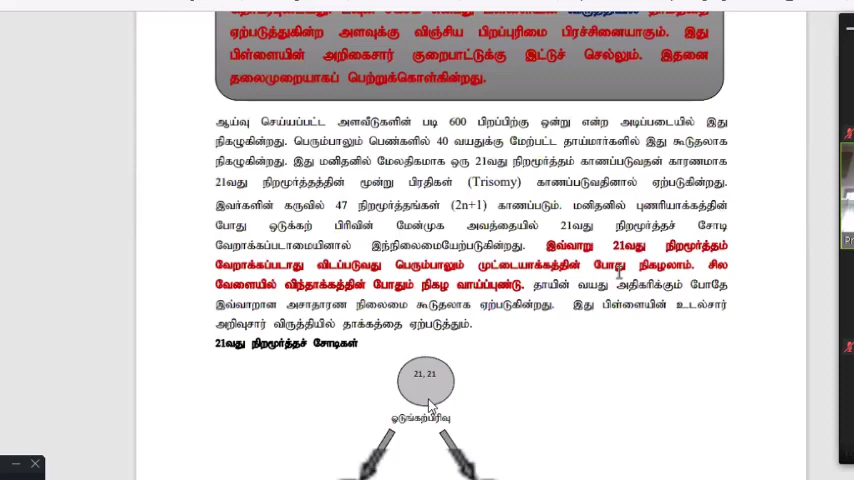 ஏற்படுத்துகின்ற அளவுக்கு விஞ்சிய பிறப்புரிமை பிரச்சினையாகும். இது
பிள்ளையின் அறிகைசார் குறைபாட்டுக்கு இட்டுச் செல்லும். இதனை
தலைமுறையாகப் பெற்றுக்கொள்கின்றது.
ஆய்வு செய்யப்பட்ட அளவீடுகளின் படி 600 பிறப்பிற்கு ஒன்று என்ற அடிப்படையில் இது
நிகழுகின்றது. பெரும்பாலும் பெண்களில் 40 வயதுக்கு மேற்பட்ட தாய்மார்களில் இது கூடுதலாக
நிகழுகின்றது. இது மனிதனில் மேலதிகமாக ஒரு 21வது நிறமூர்த்தம் காணப்படுவதன் காரணமாக
21வது நிறமூர்த்தத்தின் மூன்று பிரதிகள் (Trisomy) காணப்படுவதினால் ஏற்படுகின்றது.
இவர்களின் கருவில் 47 நிறமூர்த்தங்கள் (2n+1) காணப்படும். மனிதனில் புணரியாக்கத்தின்
போது ஒடுக்கற் பிரிவின் மேன்முக அவத்தையில் 21வது நிறமூர்த்தச் சோடி
வேறாக்கப்படாமையினால் இந்நிலைமையேற்படுகின்றது. இவ்வாறு 21வது நிறமூர்த்தம்
வேறாக்கப்படாது விடப்படுவது பெரும்பாலும் முட்டையாக்கத்தின் போது நிகழலாம். சில
வேளையில் விந்தாக்கத்தின் போதும் நிகழ வாய்ப்புண்டு. தாயின் வயது அதிகரிக்கும் போதே
இவ்வாறான அசாதாரண நிலைமை கூடுதலாக ஏற்படுகின்றது. இது பிள்ளையின் உடல்சார்
அறிவுசார் விருத்தியில் தாக்கத்தை ஏற்படுத்தும்.
21வது நிறமூர்த்தச் சோடிகள்
21, 21
ஒடுங்கற்பிரிவு